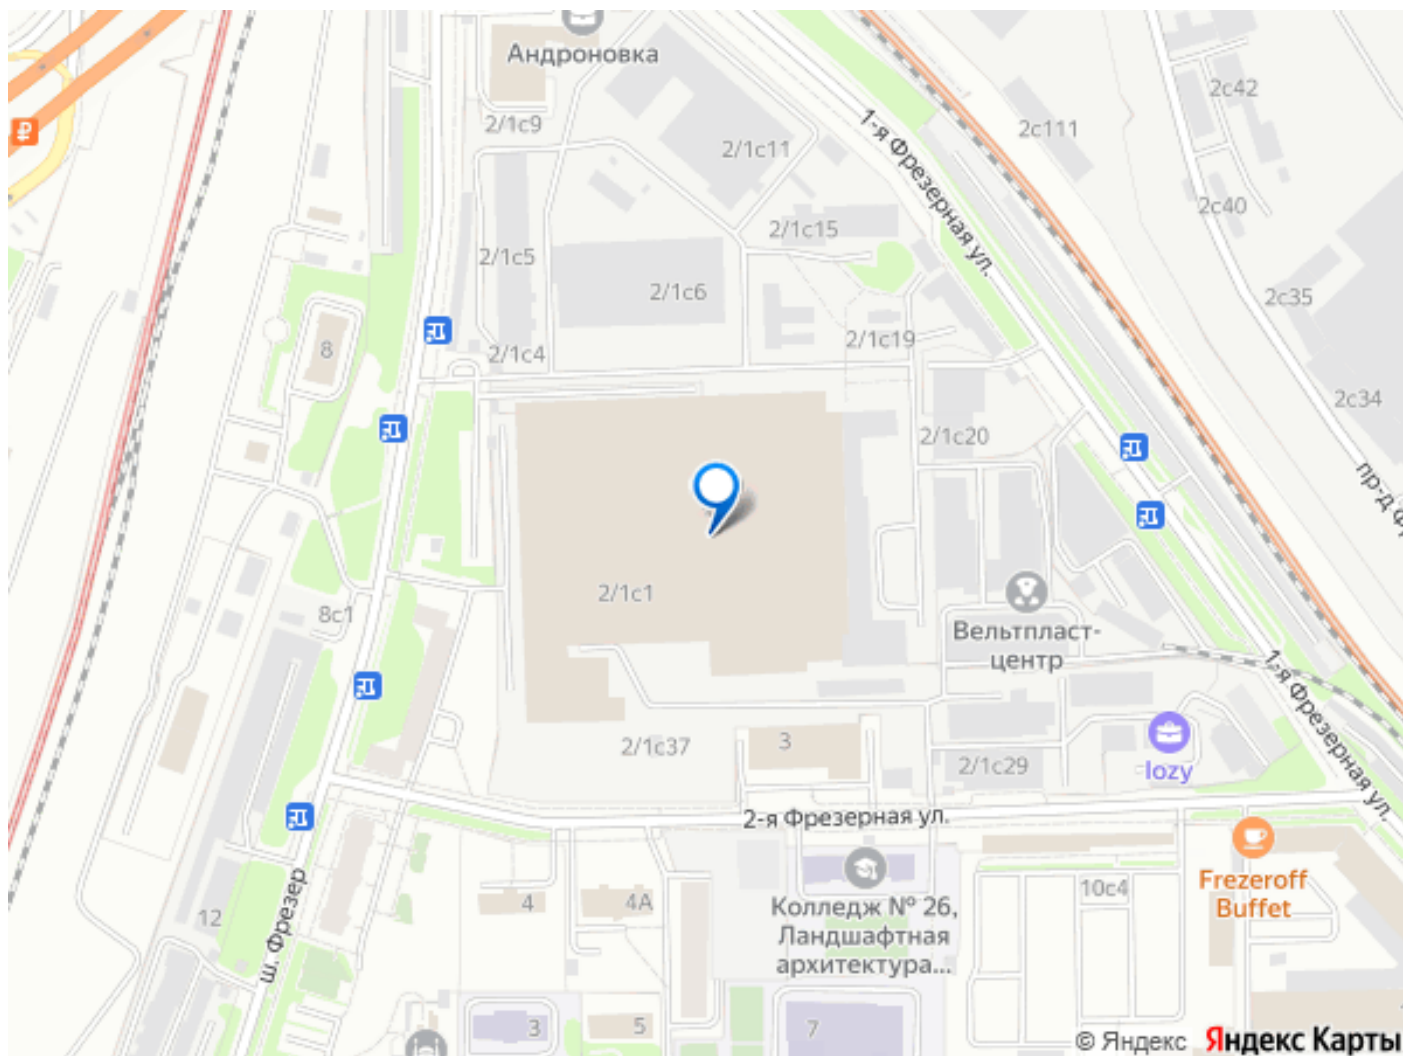 Андроновка
2с42
2/1с9
1-я Фрезерная ул.
2с111
2/1с11
2с40
2/1с15
2/1с5
2/1с6
2с35
2/1с19
8
2/1с4
2с34
2/1с20
пр-д Ф
2/1с1
8с1
Вельтпласт-
центр
1-я Фрезерная ул.
2/1с37
3
2/1с29
lozy
2-я Фрезерная ул.
Frezeroff
Buffet
10с4
4
4А
12
Колледж № 26,
Ландшафтная
архитектура...
ш. Фрезер
3
5
7
© Яндекс Яндекс Карты